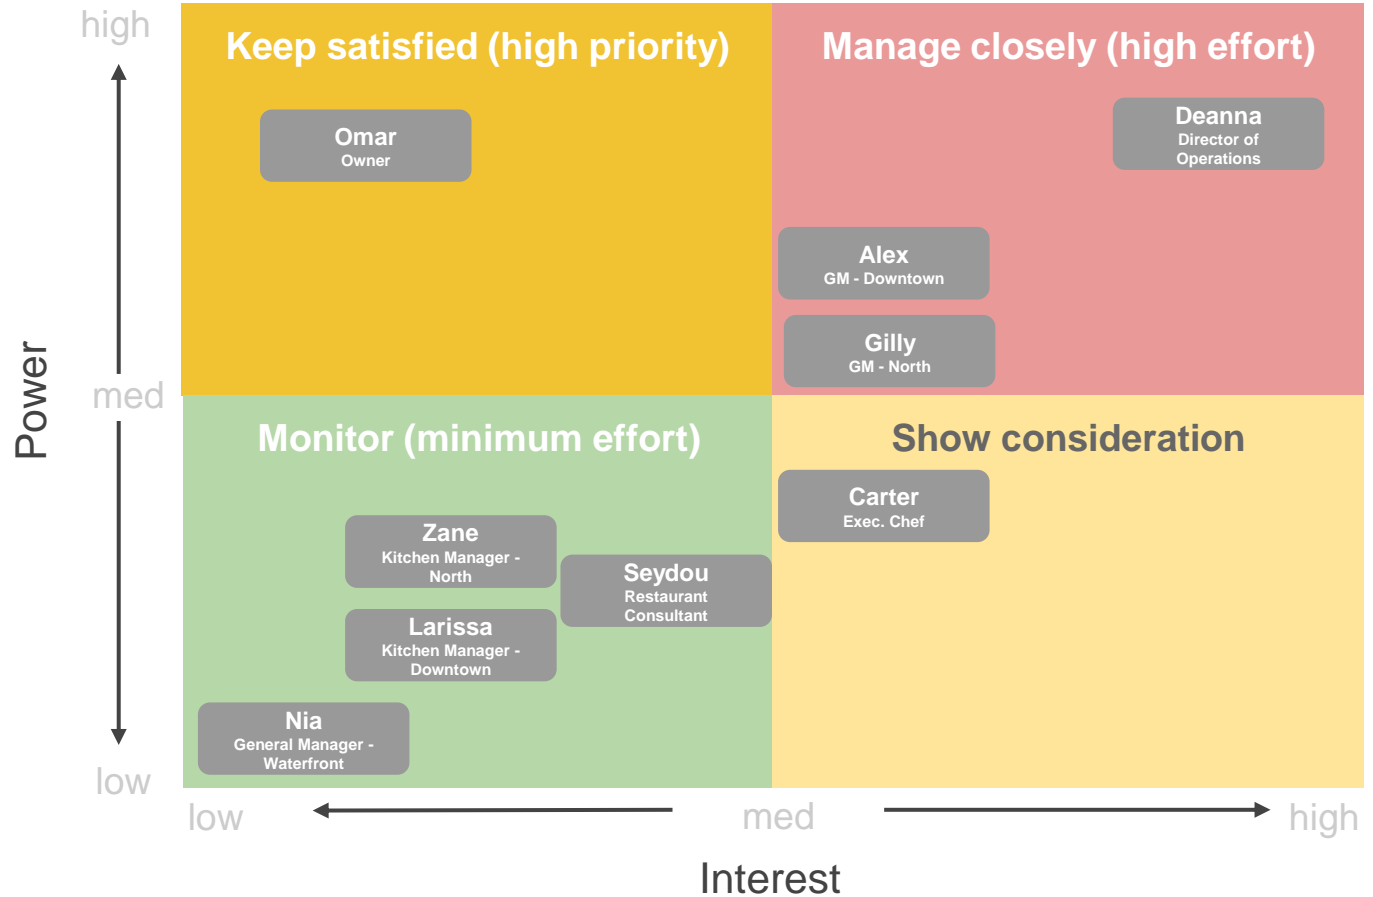 high
Keep satisfied (high priority)
Manage closely (high effort)
Omar
Owner
Deanna
Director of
Operations
Alex
GM - Downtown
Gilly
GM - North
Power
med
Monitor (minimum effort)
Show consideration
Carter
Exec. Chef
Zane
Kitchen Manager -
North
Seydou
Restaurant
Consultant
Larissa
Kitchen Manager -
Downtown
Nia
General Manager -
Waterfront
low
low
med
high
Interest